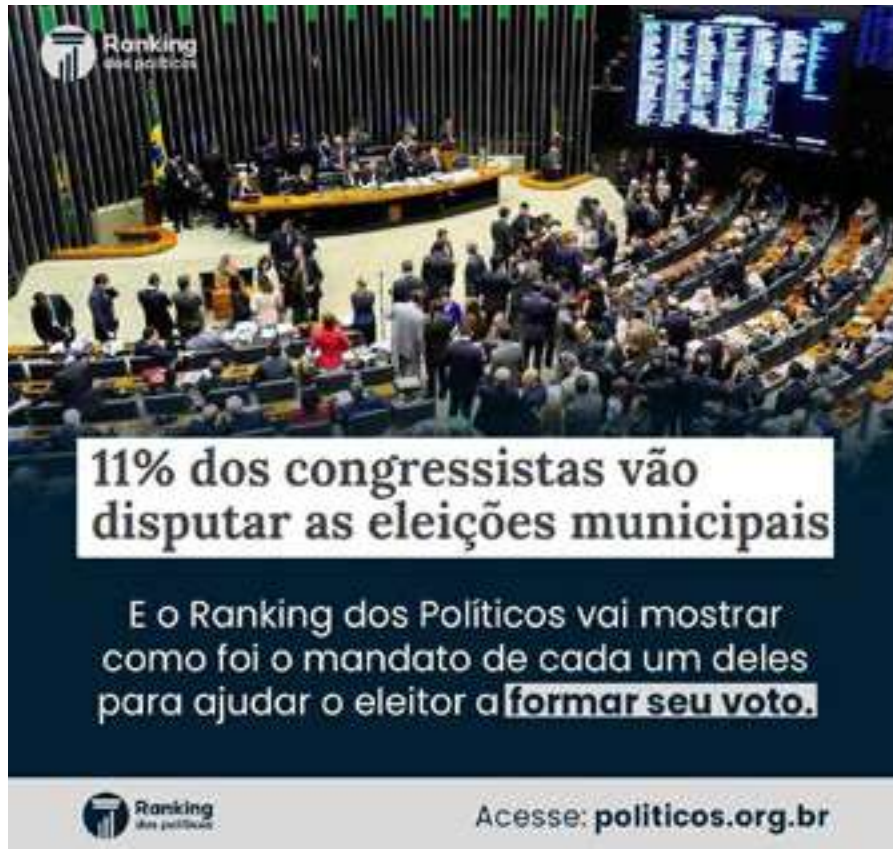 Ranking
dos políticos
11% dos congressistas vão
disputar as eleições municipais
E o Ranking dos Políticos vai mostrar
como foi o mandato de cada um deles
para ajudar o eleitor a formar seu voto.
Ranking
dos políticos
Acesse: politicos.org.br